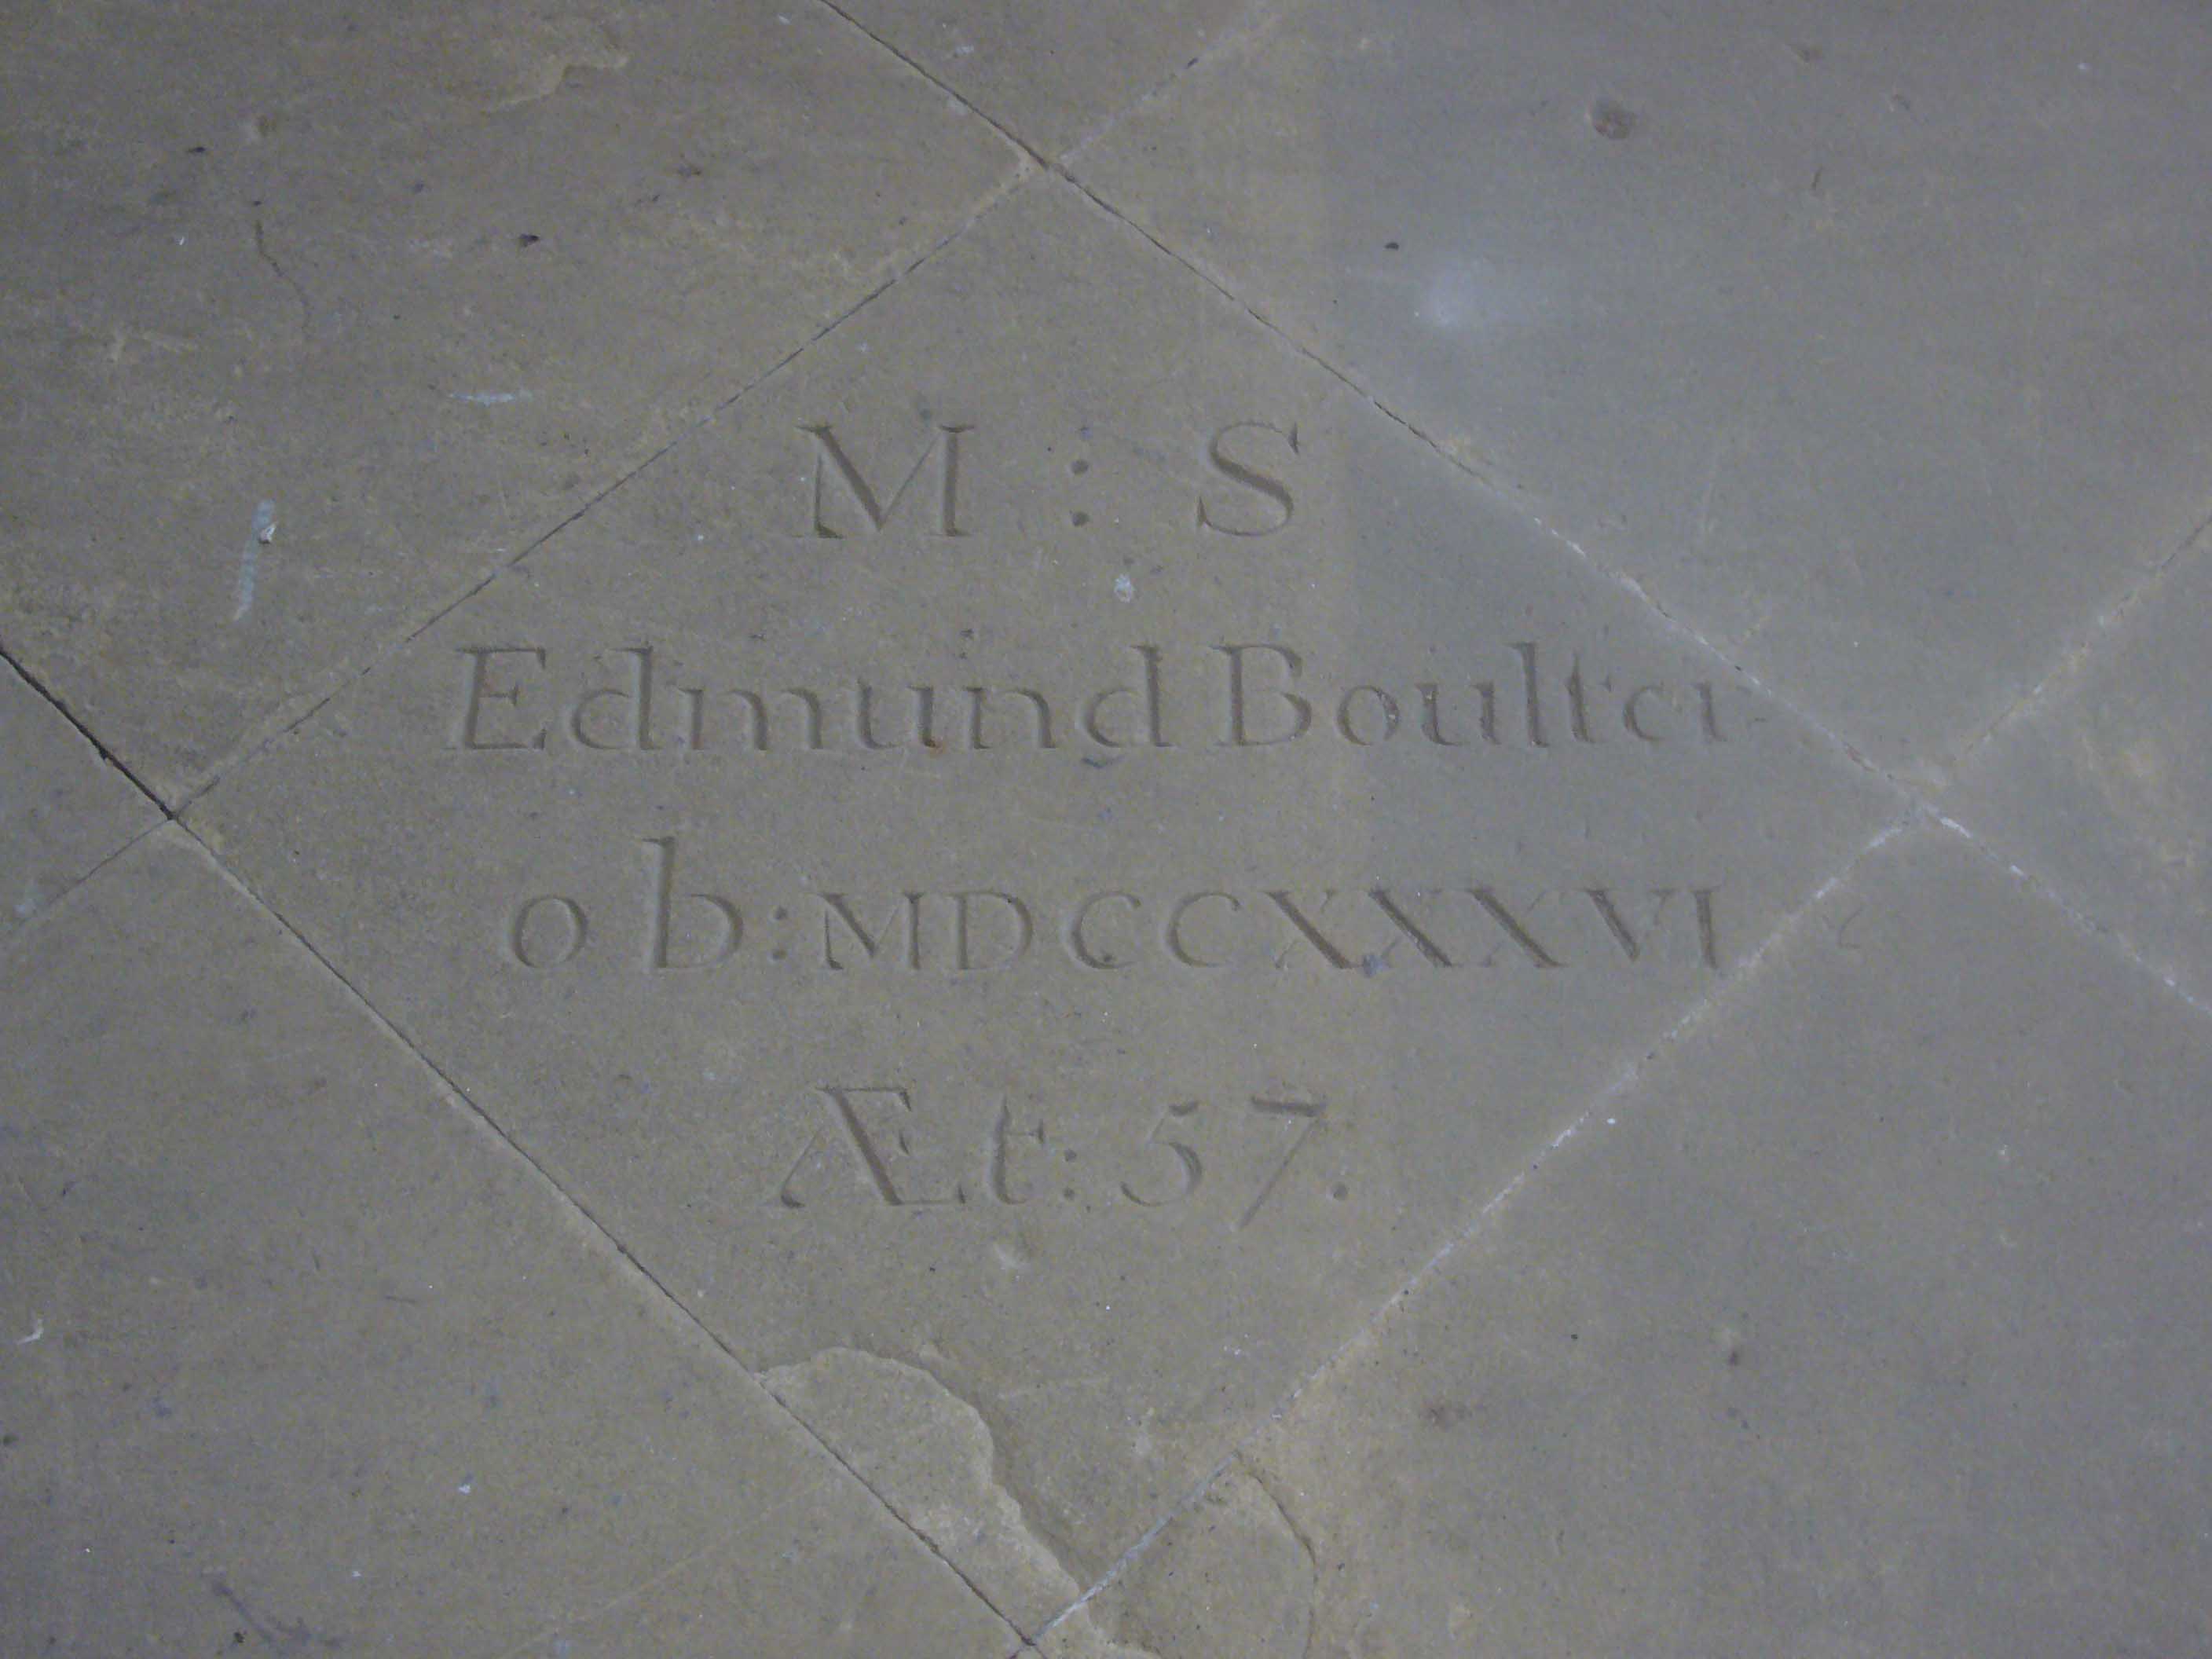 M : S
Edmund Boulter
ob: MDCCXXXVI
Æt: 57.